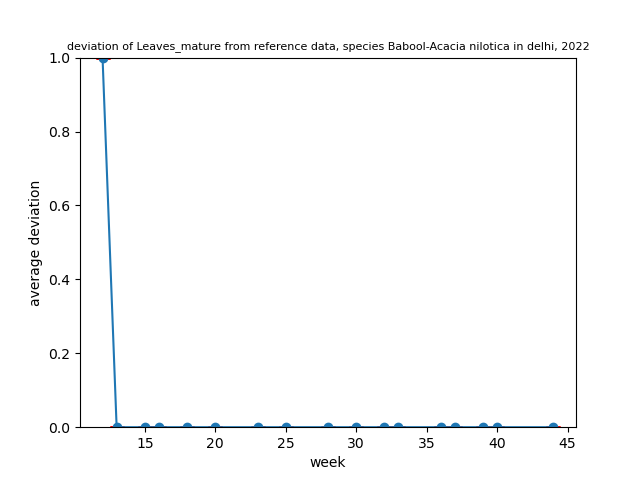 deviation of Leaves_mature from reference data, species Babool-Acacia nilotica in delhi, 2022
1.0
0.8
0.6
0.4
0.2
0.0
average deviation
15 20 25 30 35 40 45
week